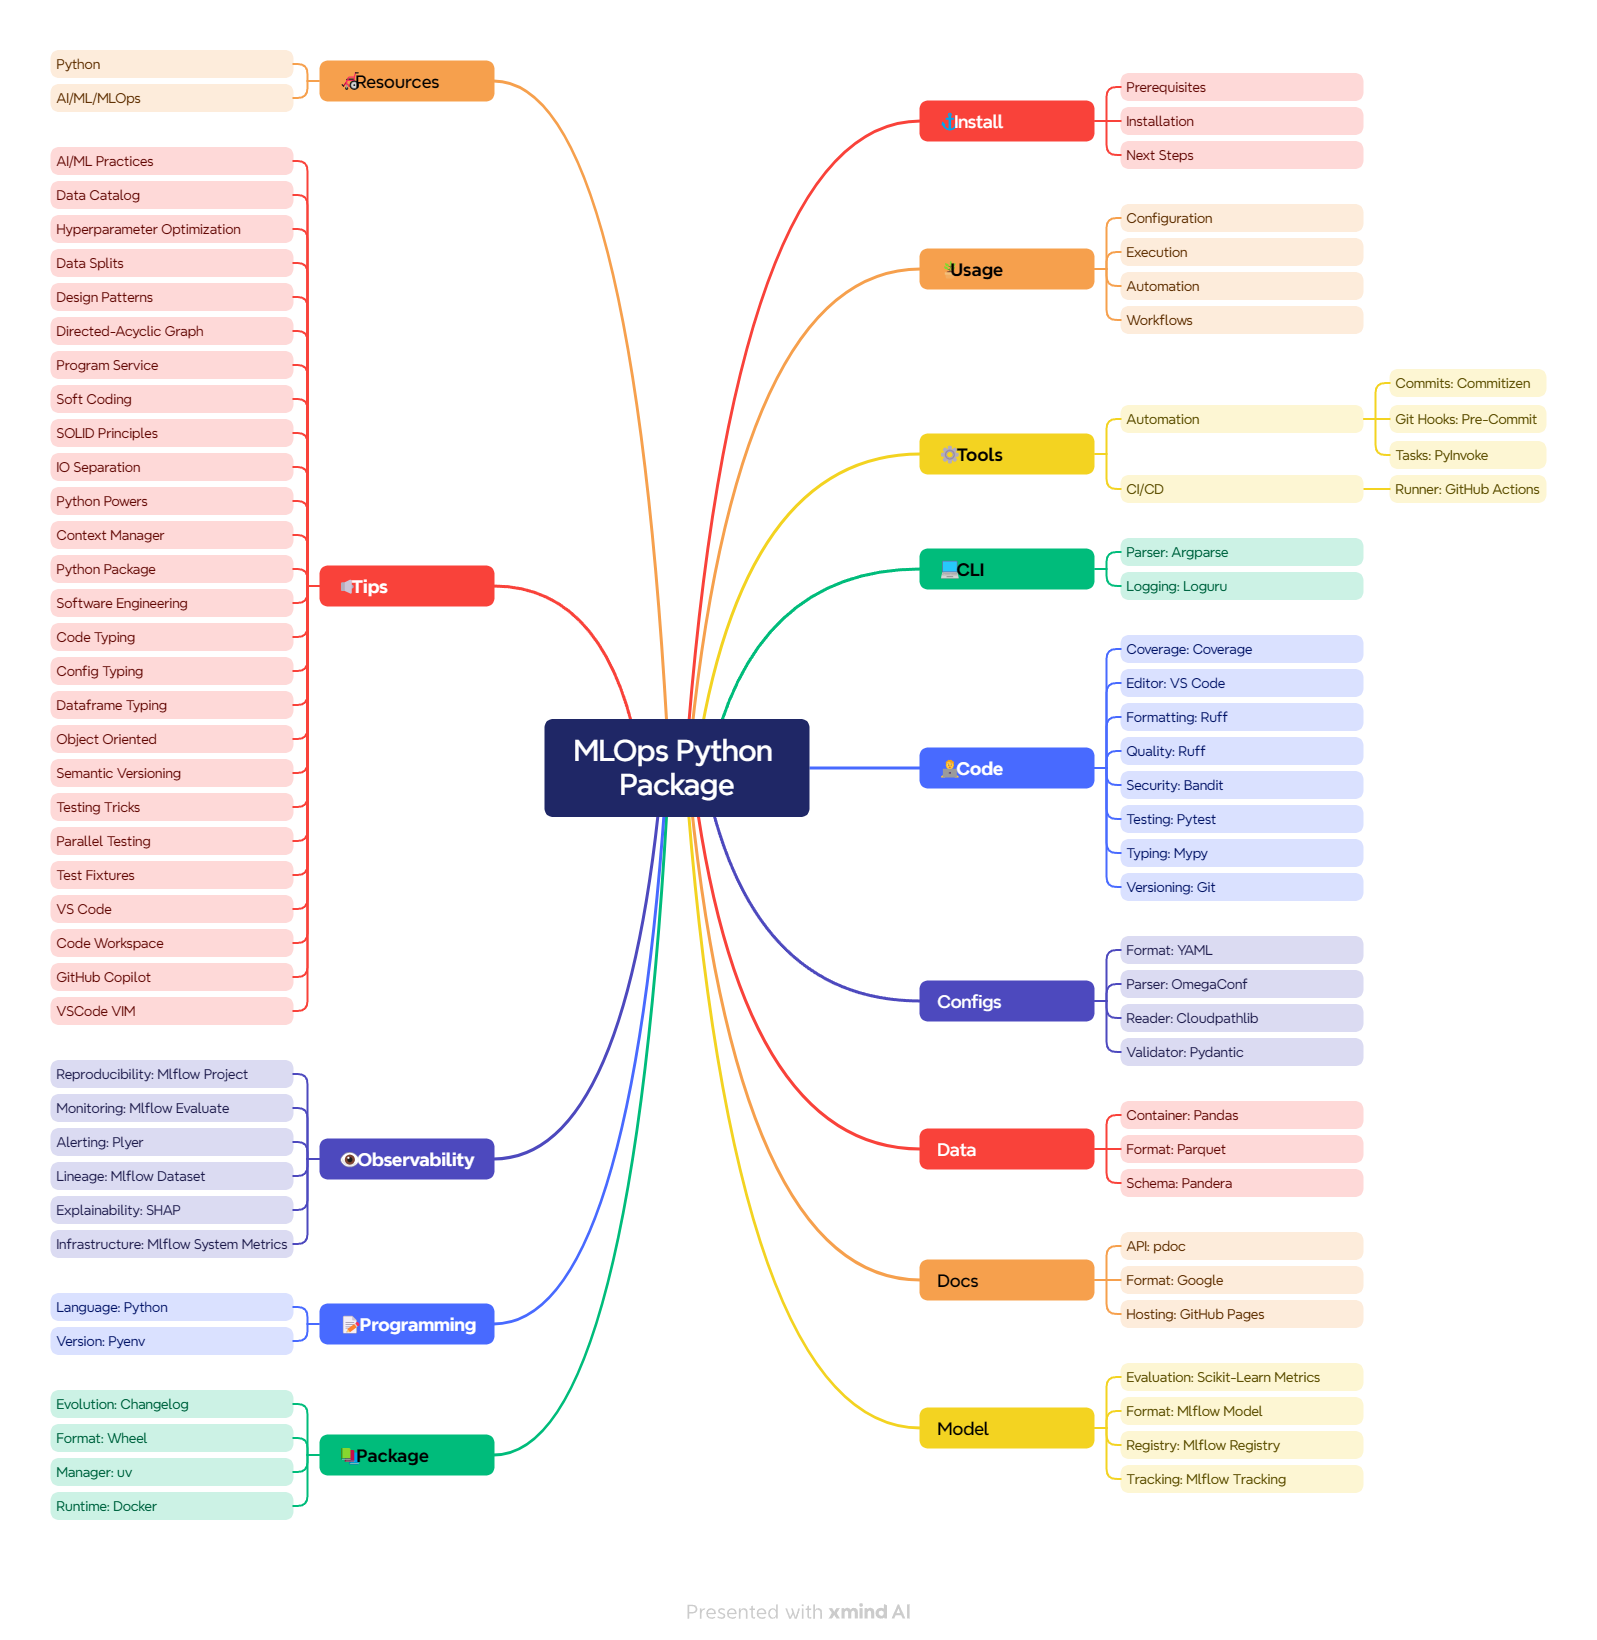 MLOps Python
Package
Install
Prerequisites
Installation
Next Steps
Usage
Configuration
Execution
Automation
Workflows
Tools
Automation
Commits: Commitizen
Git Hooks: Pre-Commit
Tasks: PyInvoke
CI/CD
Runner: GitHub Actions
CLI
Parser: Argparse
Logging: Loguru
Code
Coverage: Coverage
Editor: VS Code
Formatting: Ruff
Quality: Ruff
Security: Bandit
Testing: Pytest
Typing: Mypy
Versioning: Git
Configs
Format: YAML
Parser: OmegaConf
Reader: Cloudpathlib
Validator: Pydantic
Data
Container: Pandas
Format: Parquet
Schema: Pandera
Docs
API: pdoc
Format: Google
Hosting: GitHub Pages
Model
Evaluation: Scikit-Learn Metrics
Format: Mlflow Model
Registry: Mlflow Registry
Tracking: Mlflow Tracking
Resources
Python
AI/ML/MLOps
Tips
AI/ML Practices
Data Catalog
Hyperparameter Optimization
Data Splits
Design Patterns
Directed-Acyclic Graph
Program Service
Soft Coding
SOLID Principles
IO Separation
Python Powers
Context Manager
Python Package
Software Engineering
Code Typing
Config Typing
Dataframe Typing
Object Oriented
Semantic Versioning
Testing Tricks
Parallel Testing
Test Fixtures
VS Code
Code Workspace
GitHub Copilot
VSCode VIM
Observability
Reproducibility: Mlflow Project
Monitoring: Mlflow Evaluate
Alerting: Plyer
Lineage: Mlflow Dataset
Explainability: SHAP
Infrastructure: Mlflow System Metrics
Programming
Language: Python
Version: Pyenv
Package
Evolution: Changelog
Format: Wheel
Manager: uv
Runtime: Docker
Presented with xmind AI